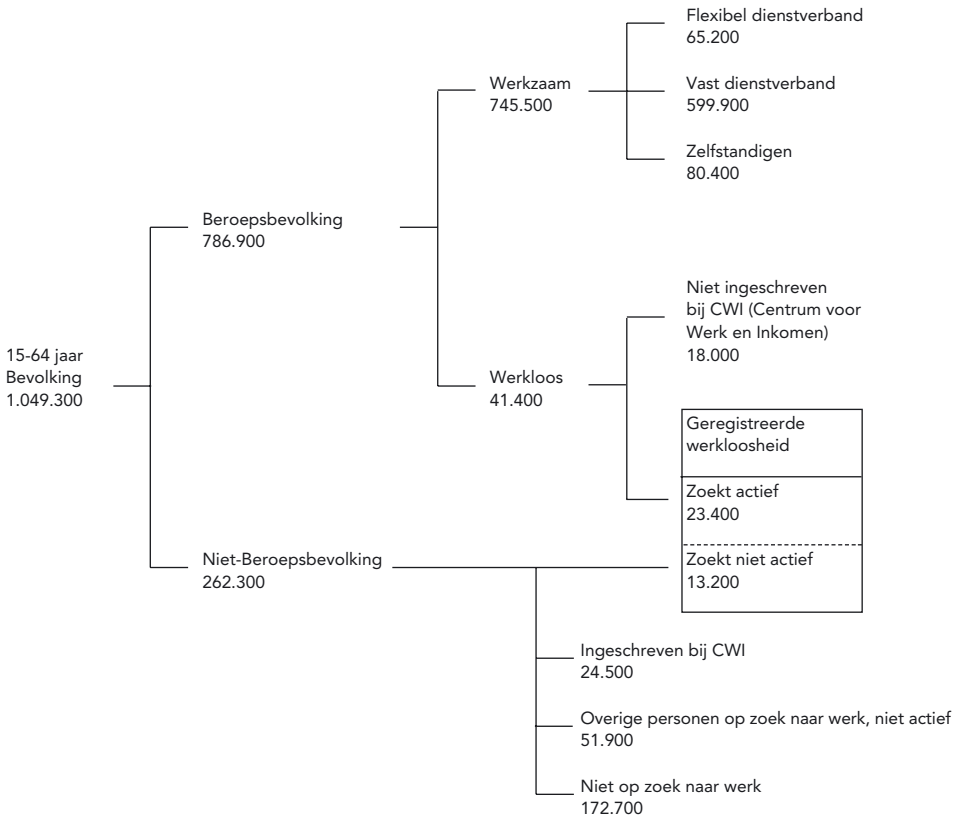 Flexibel dienstverband
65.200
Werkzaam
745.500
Vast dienstverband
599.900
Zelfstandigen
80.400
Beroepsbevolking
786.900
Niet ingeschreven
bij CWI (Centrum voor
Werk en Inkomen)
18.000
15-64 jaar
Bevolking
1.049.300
Werkloos
41.400
Geregistreerde
werkloosheid
Zoekt actief
23.400
Niet-Beroepsbevolking
262.300
Zoekt niet actief
13.200
Ingeschreven bij CWI
24.500
Overige personen op zoek naar werk, niet actief
51.900
Niet op zoek naar werk
172.700